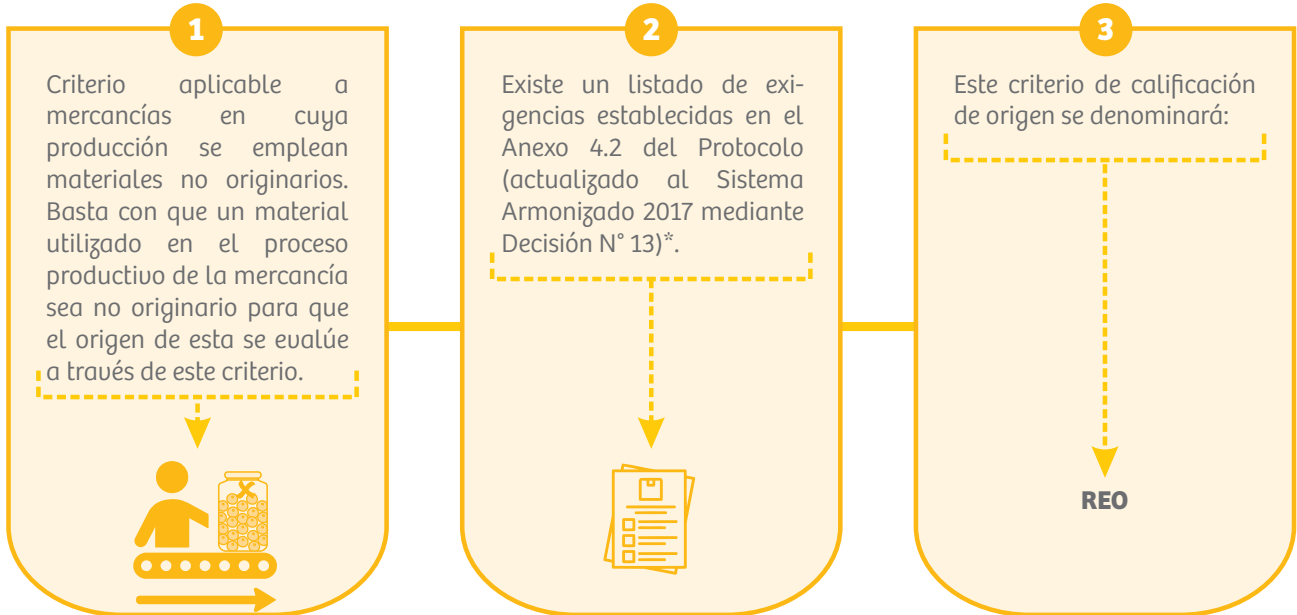 1
Criterio aplicable a
mercancías en cuya
producción se emplean
materiales no originarios.
Basta con que un material
utilizado en el proceso
productivo de la mercancía
sea no originario para que
el origen de esta se evalúe
a través de este criterio.
2
Existe un listado de exi-
gencias establecidas en el
Anexo 4.2 del Protocolo
(actualizado al Sistema
Armonizado 2017 mediante
Decisión N° 13)*.
3
Este criterio de calificación
de origen se denominará:
REO